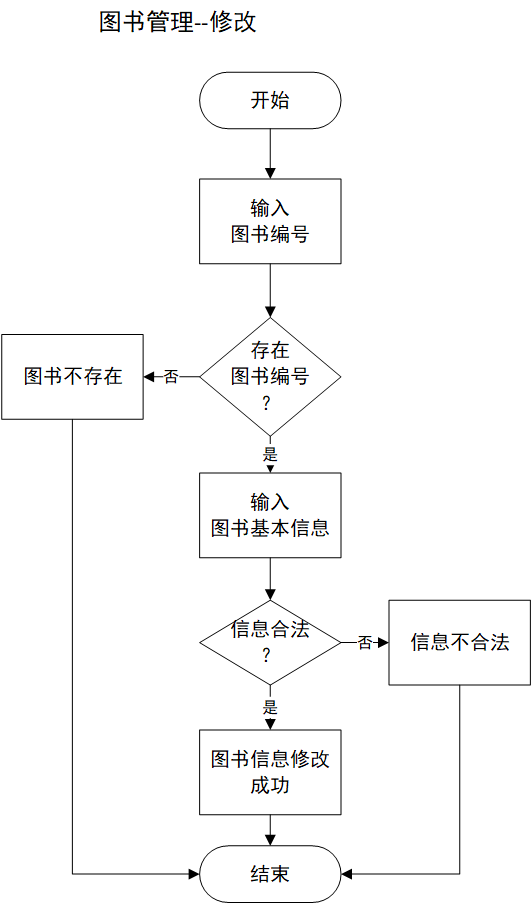 图书管理--修改
开始
输入
图书编号
存在
图书编号
？
否
图书不存在
是
输入
图书基本信息
信息合法
？
否
信息不合法
是
图书信息修改
成功
结束